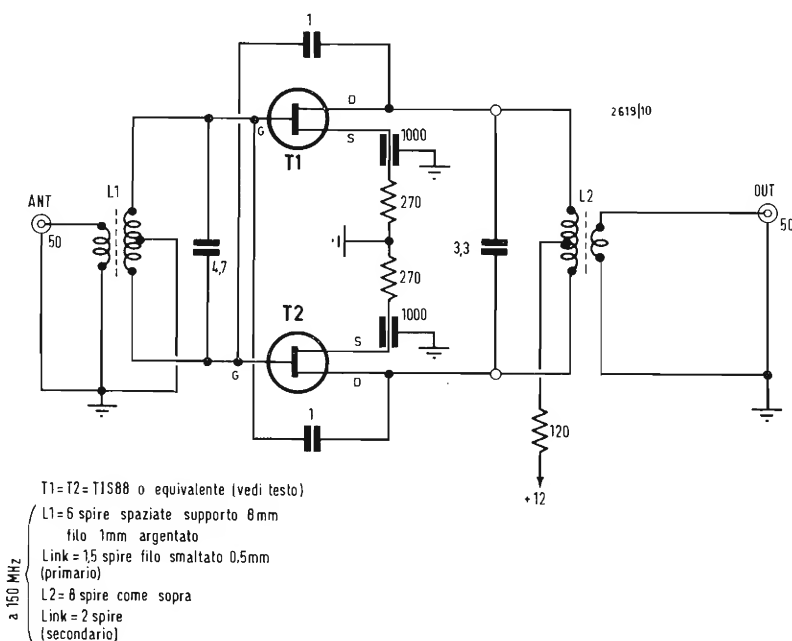 1
D
2619|10
G
S
1000
T1
L1
L2
ANT
OUT
270
50
50
4,7
3,3
270
T2
1000
S
G
D
1
120
+12
T1=T2=TIS88 o equivalente (vedi testo)
L1=6 spire spaziate supporto 8mm
filo 1mm argentato
Link=1,5 spire filo smaltato 0,5mm
(primario)
a 150 MHz
L2=8 spire come sopra
Link=2 spire
(secondario)